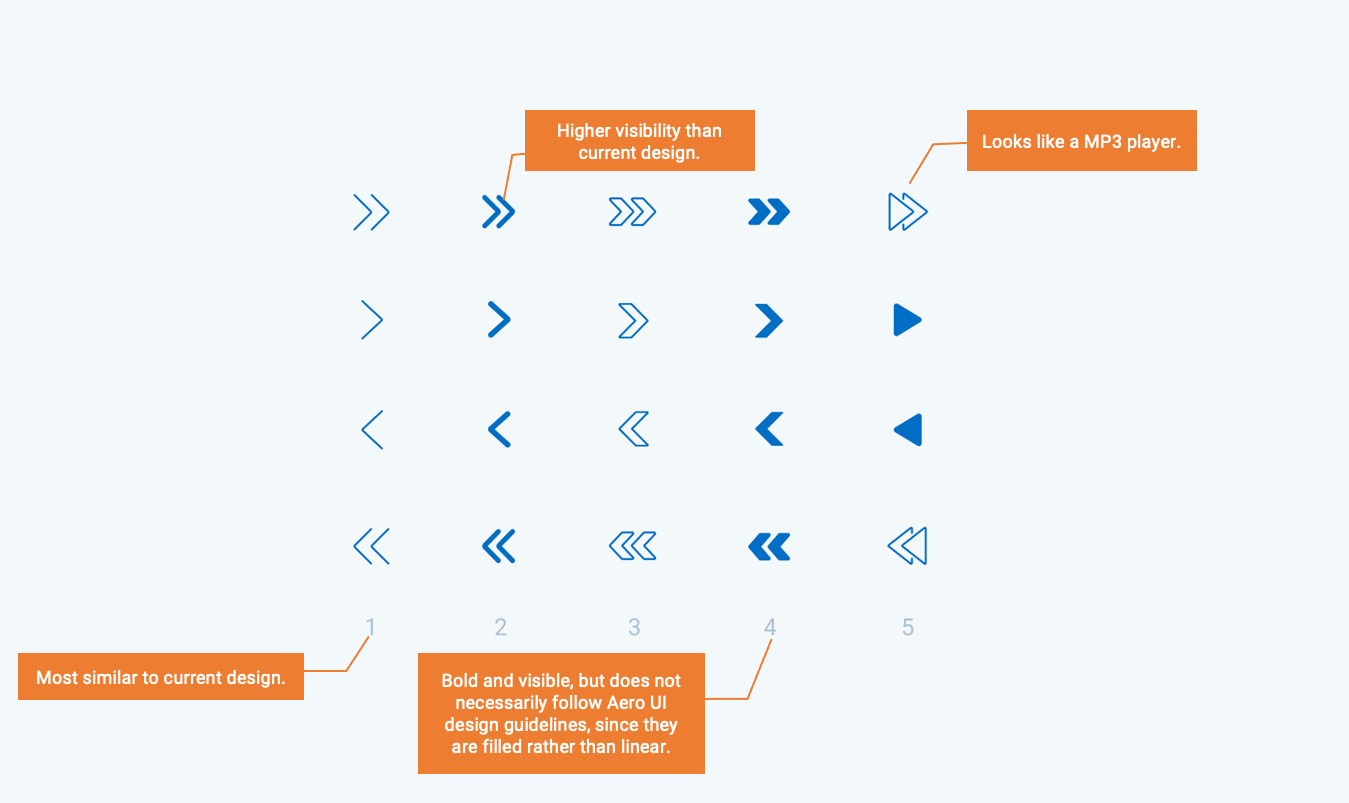 Higher visibility than
current design.
Looks like a MP3 player.
1
2
3
4
5
Most similar to current design.
Bold and visible, but does not
necessarily follow Aero UI
design guidelines, since they
are filled rather than linear.